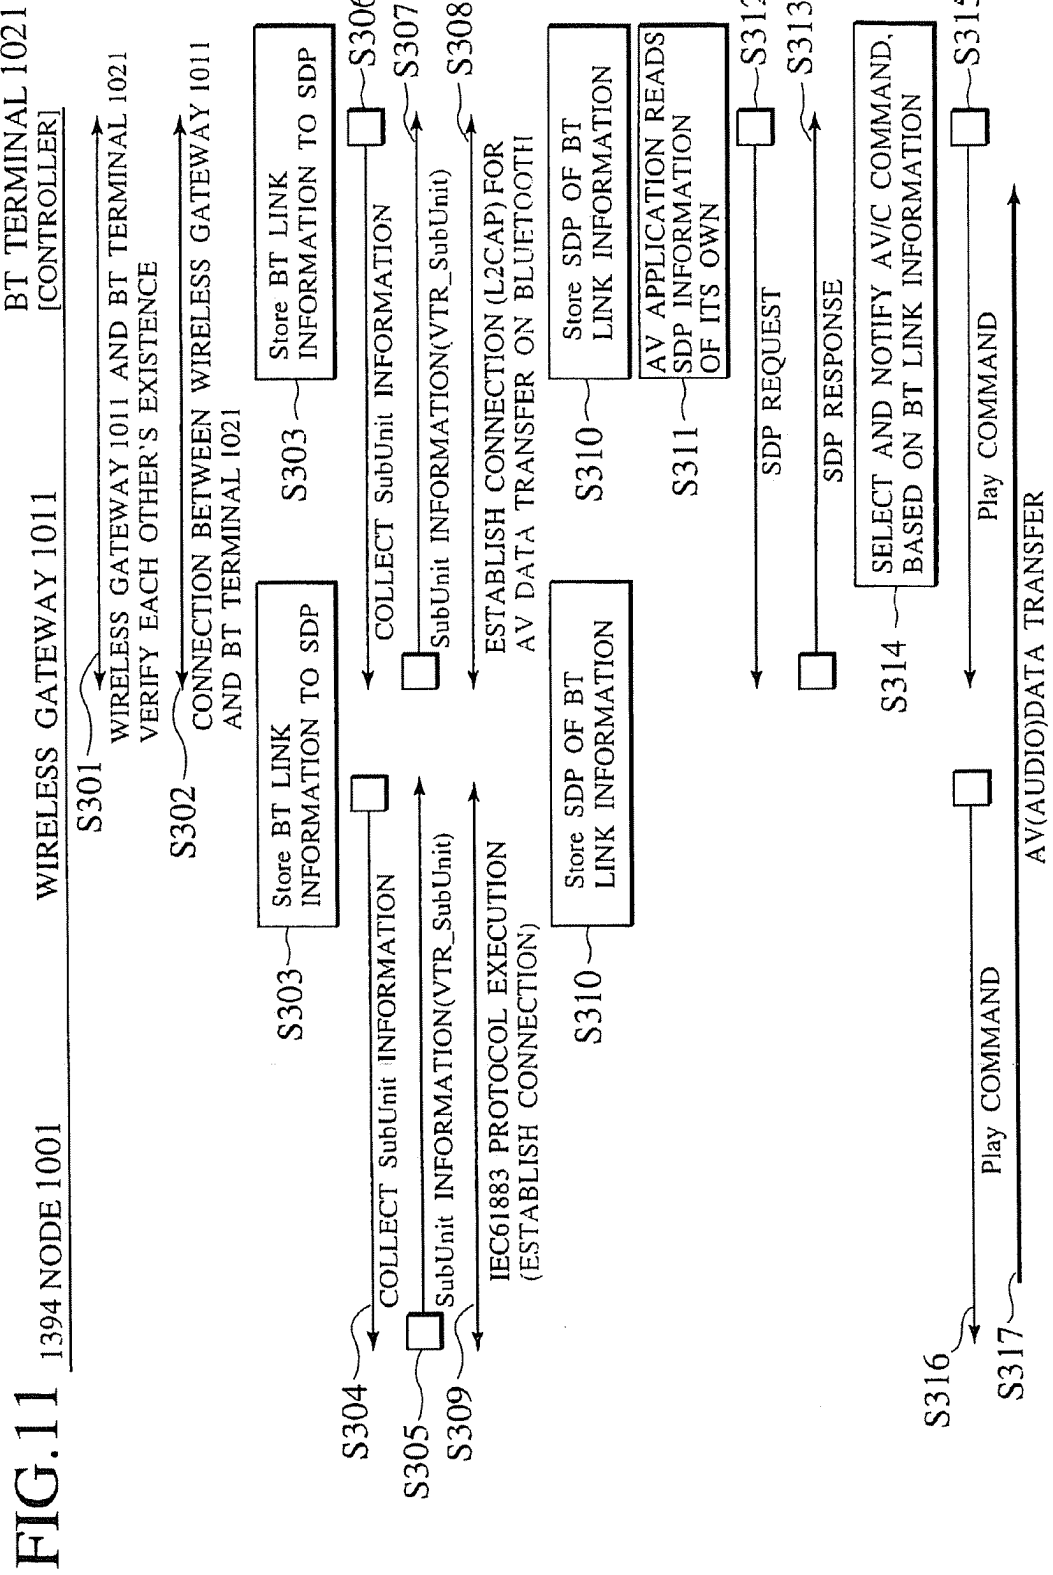 FIG.11
1394 NODE 1001
WIRELESS GATEWAY 1011
BT TERMINAL 1021
[CONTROLLER]
S301
WIRELESS GATEWAY 1011 AND BT TERMINAL 1021
VERIFY EACH OTHER'S EXISTENCE
S302
CONNECTION BETWEEN WIRELESS GATEWAY 1011
AND BT TERMINAL 1021
S303
Store BT LINK
INFORMATION TO SDP
S303
Store BT LINK
INFORMATION TO SDP
S304
COLLECT SubUnit INFORMATION
S306
COLLECT SubUnit INFORMATION
S305
SubUnit INFORMATION(VTR_SubUnit)
S307
SubUnit INFORMATION(VTR_SubUnit)
S309
IEC61883 PROTOCOL EXECUTION
(ESTABLISH CONNECTION)
S308
ESTABLISH CONNECTION (L2CAP) FOR
AV DATA TRANSFER ON BLUETOOTH
S310
Store SDP OF BT
LINK INFORMATION
S310
Store SDP OF BT
LINK INFORMATION
S311
AV APPLICATION READS
SDP INFORMATION
OF ITS OWN
S312
SDP REQUEST
S313
SDP RESPONSE
S314
SELECT AND NOTIFY AV/C COMMAND,
BASED ON BT LINK INFORMATION
S315
Play COMMAND
S316
Play COMMAND
S317
AV(AUDIO)DATA TRANSFER